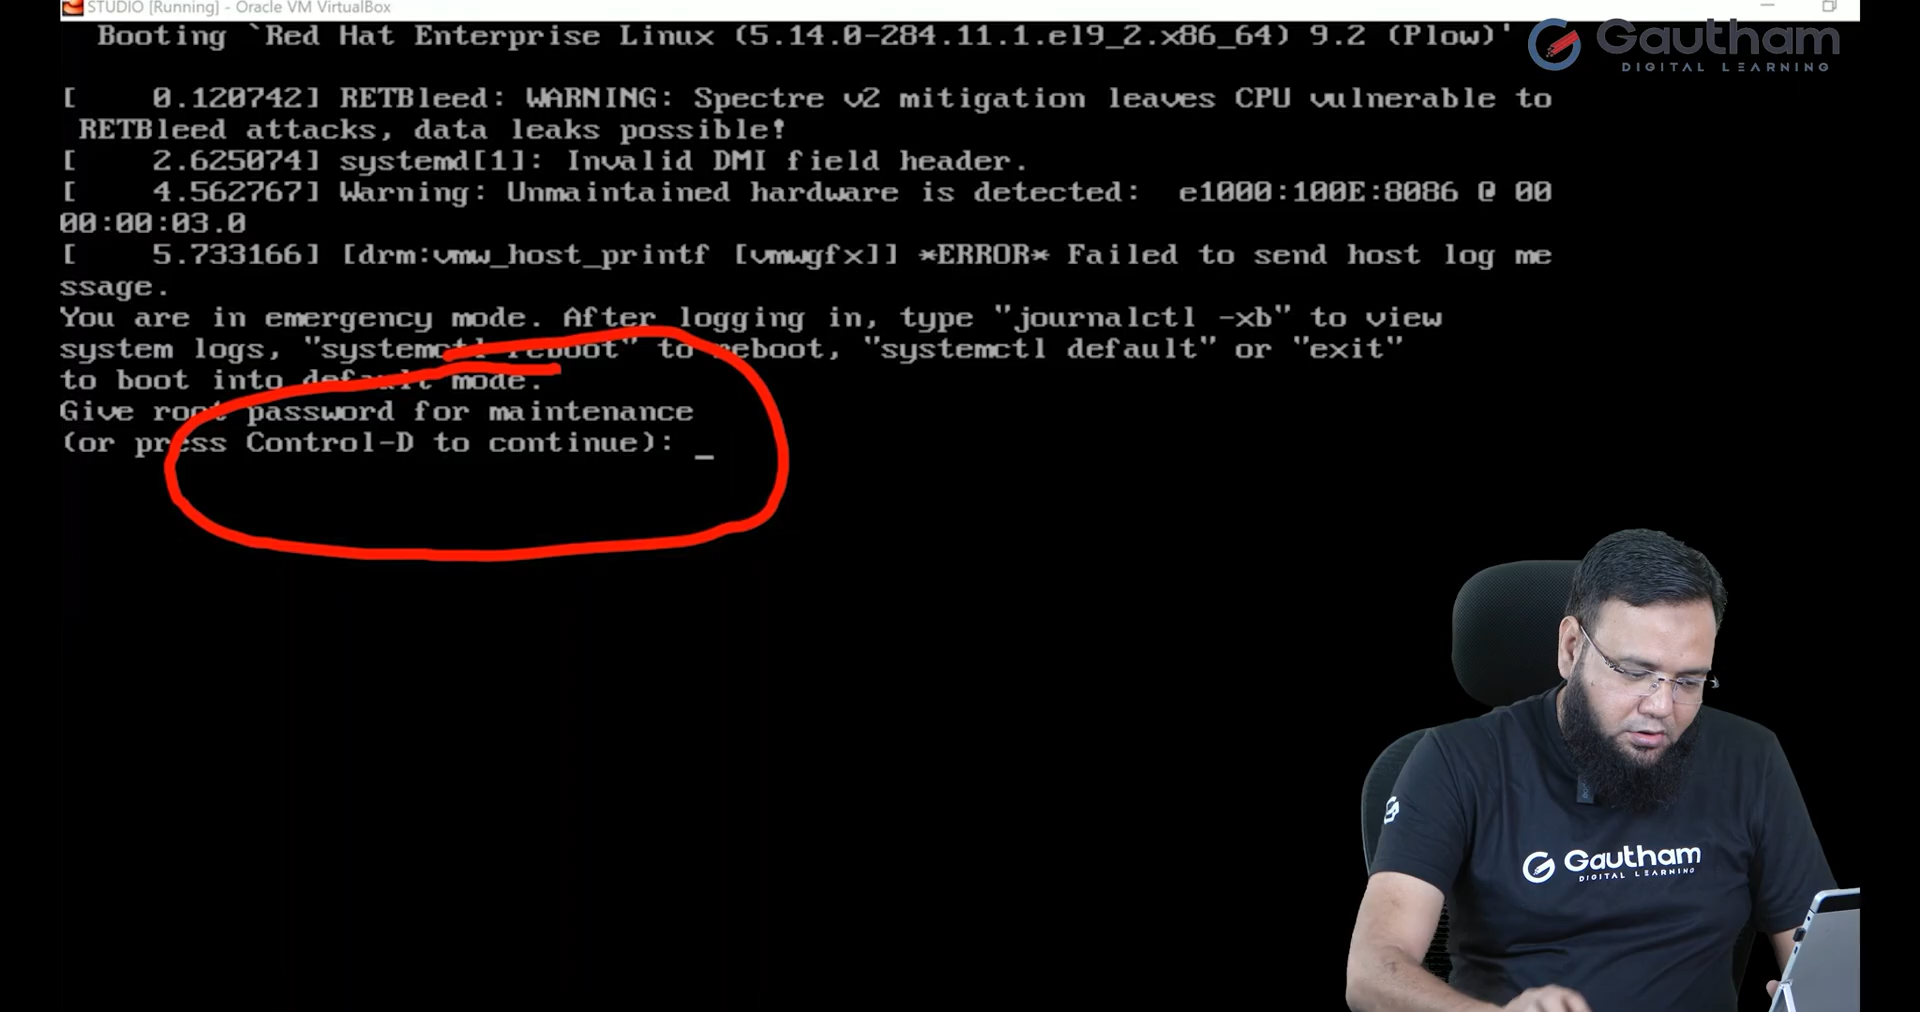 STUDIO [Running] - Oracle VM VirtualBox
Booting `Red Hat Enterprise Linux (5.14.0-284.11.1.el9_2.x86_64) 9.2 (Plow)'
Gautham
DIGITAL LEARNING
[    0.120742] RETBleed: WARNING: Spectre v2 mitigation leaves CPU vulnerable to
RETBleed attacks, data leaks possible!
[    2.625074] systemd[1]: Invalid DMI field header.
[    4.562767] Warning: Unmaintained hardware is detected:  e1000:100E:8086 @ 00
00:00:03.0
[    5.733166] [drm:vmw_host_printf [vmwgfx]] *ERROR* Failed to send host log me
ssage.
You are in emergency mode. After logging in, type "journalctl -xb" to view
system logs, "systemctl reboot" to reboot, "systemctl default" or "exit"
to boot into default mode.
Give root password for maintenance
(or press Control-D to continue): _
Gautham
DIGITAL LEARNING